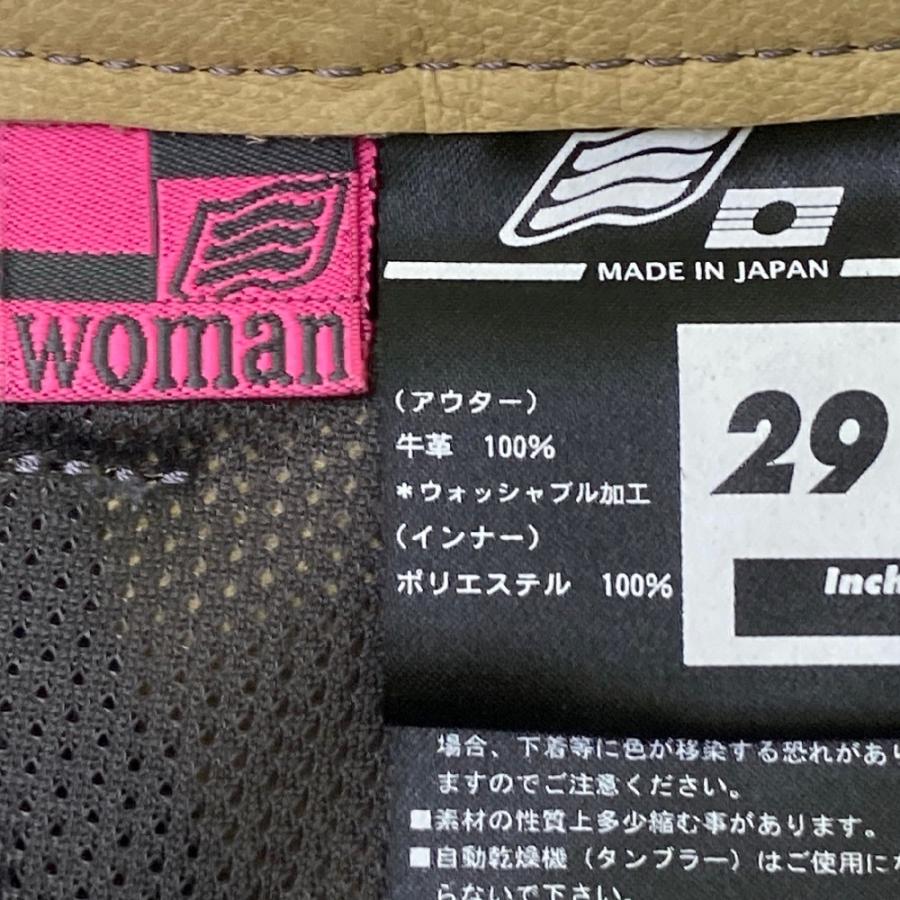 woman
MADE IN JAPAN
29
Inch
（アウター）
牛革 100%
*ウォッシャブル加工
（インナー）
ポリエステル 100%
場合、下着等に色が移染する恐れがあり
ますのでご注意ください。
■素材の性質上多少縮む事があります。
■自動乾燥機（タンブラー）はご使用にな
らないで下さい。